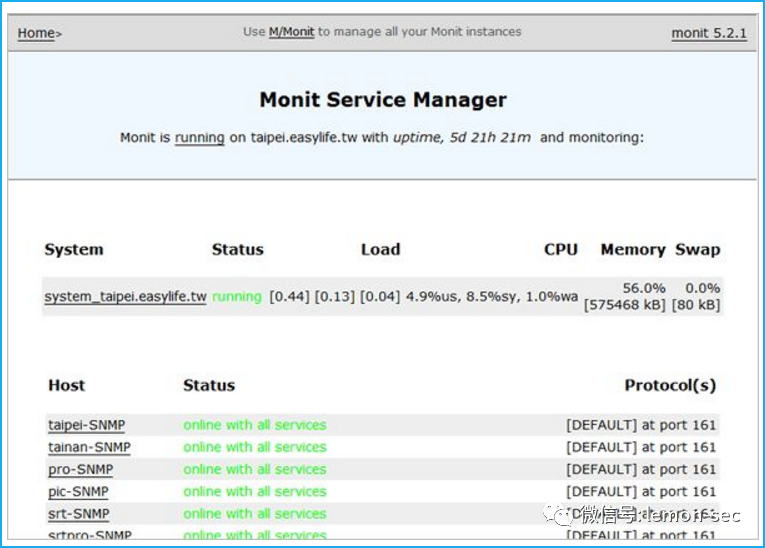 Home> Use M/Monit to manage all your Monit instances monit 5.2.1
Monit Service Manager
Monit is running on taipei.easylife.tw with uptime, 5d 21h 21m and monitoring:
System Status Load CPU Memory Swap
system_taipei.easylife.tw running [0.44] [0.13] [0.04] 4.9%us, 8.5%sy, 1.0%wa 56.0% [575468 kB] 0.0% [80 kB]
Host Status Protocol(s)
taipei-SNMP online with all services [DEFAULT] at port 161
tainan-SNMP online with all services [DEFAULT] at port 161
pro-SNMP online with all services [DEFAULT] at port 161
pic-SNMP online with all services [DEFAULT] at port 161
srt-SNMP online with all services [DEFAULT] at port 161
srtpro-SNMP online with all services [DEFAULT] at port 161
微信号: lemon-sec